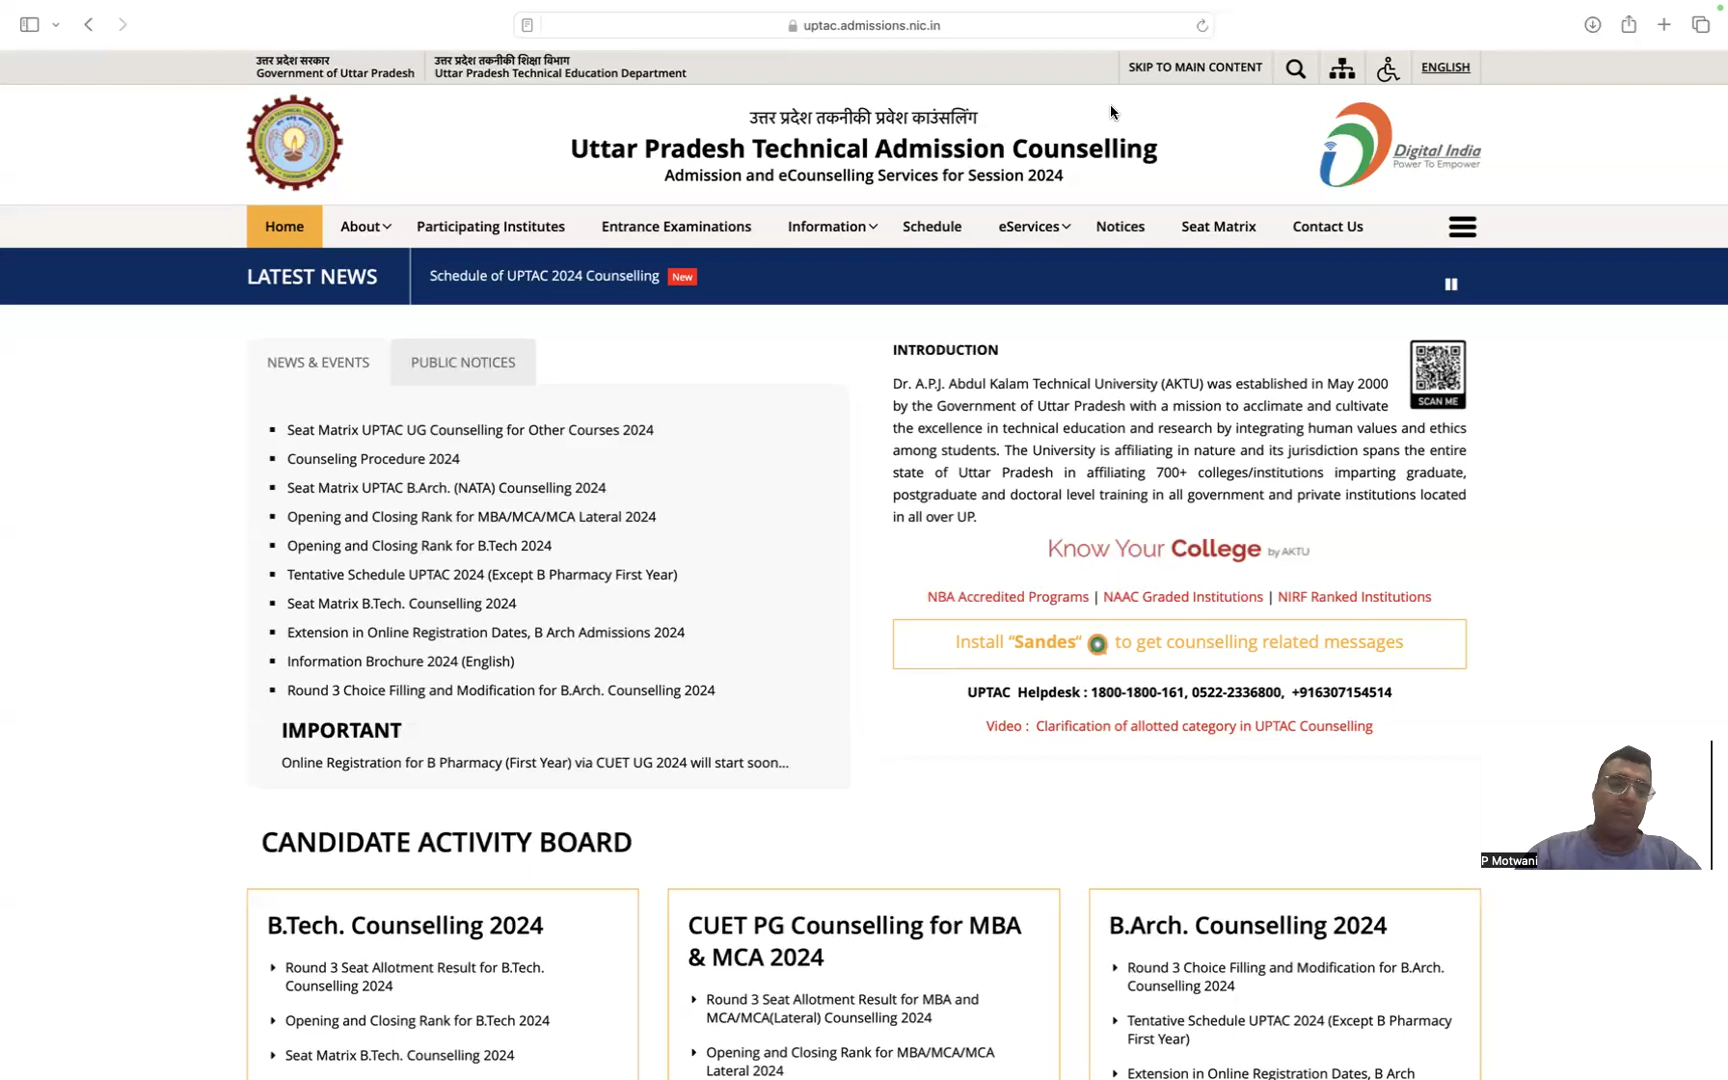 uptac.admissions.nic.in
उत्तर प्रदेश सरकार
Government of Uttar Pradesh
उत्तर प्रदेश तकनीकी शिक्षा विभाग
Uttar Pradesh Technical Education Department
SKIP TO MAIN CONTENT
ENGLISH
उत्तर प्रदेश तकनीकी प्रवेश काउंसलिंग
Uttar Pradesh Technical Admission Counselling
Admission and eCounselling Services for Session 2024
Digital India
Power To Empower
Home
About
Participating Institutes
Entrance Examinations
Information
Schedule
eServices
Notices
Seat Matrix
Contact Us
LATEST NEWS
Schedule of UPTAC 2024 Counselling New
NEWS & EVENTS
PUBLIC NOTICES
Seat Matrix UPTAC UG Counselling for Other Courses 2024
Counseling Procedure 2024
Seat Matrix UPTAC B.Arch. (NATA) Counselling 2024
Opening and Closing Rank for MBA/MCA/MCA Lateral 2024
Opening and Closing Rank for B.Tech 2024
Tentative Schedule UPTAC 2024 (Except B Pharmacy First Year)
Seat Matrix B.Tech. Counselling 2024
Extension in Online Registration Dates, B Arch Admissions 2024
Information Brochure 2024 (English)
Round 3 Choice Filling and Modification for B.Arch. Counselling 2024
IMPORTANT
Online Registration for B Pharmacy (First Year) via CUET UG 2024 will start soon...
INTRODUCTION
SCAN ME
Dr. A.P.J. Abdul Kalam Technical University (AKTU) was established in May 2000
by the Government of Uttar Pradesh with a mission to acclimate and cultivate
the excellence in technical education and research by integrating human values and ethics
among students. The University is affiliating in nature and its jurisdiction spans the entire
state of Uttar Pradesh in affiliating 700+ colleges/institutions imparting graduate,
postgraduate and doctoral level training in all government and private institutions located
in all over UP.
Know Your College by AKTU
NBA Accredited Programs | NAAC Graded Institutions | NIRF Ranked Institutions
Install "Sandes" to get counselling related messages
UPTAC Helpdesk : 1800-1800-161, 0522-2336800, +916307154514
Video : Clarification of allotted category in UPTAC Counselling
P Motwani
CANDIDATE ACTIVITY BOARD
B.Tech. Counselling 2024
Round 3 Seat Allotment Result for B.Tech.
Counselling 2024
Opening and Closing Rank for B.Tech 2024
Seat Matrix B.Tech. Counselling 2024
CUET PG Counselling for MBA
& MCA 2024
Round 3 Seat Allotment Result for MBA and
MCA/MCA(Lateral) Counselling 2024
Opening and Closing Rank for MBA/MCA/MCA
Lateral 2024
B.Arch. Counselling 2024
Round 3 Choice Filling and Modification for B.Arch.
Counselling 2024
Tentative Schedule UPTAC 2024 (Except B Pharmacy
First Year)
Extension in Online Registration Dates, B Arch